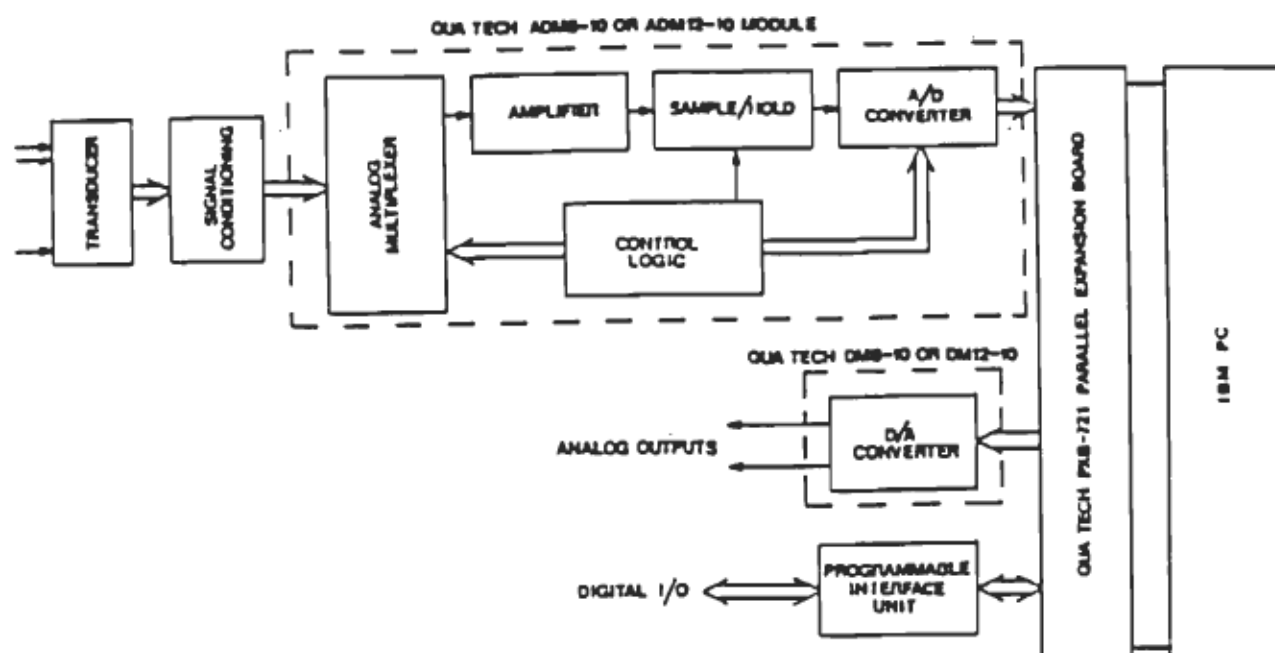 QUA TECH ADM8-10 OR ADM12-10 MODULE
TRANSDUCER
SIGNAL
CONDITIONING
ANALOG
MULTIPLEXER
AMPLIFIER
SAMPLE/HOLD
A/D
CONVERTER
CONTROL
LOGIC
QUA TECH DM8-10 OR DM12-10
ANALOG OUTPUTS
D/A
CONVERTER
DIGITAL I/O
PROGRAMMABLE
INTERFACE
UNIT
QUA TECH PXB-721 PARALLEL EXPANSION BOARD
IBM PC